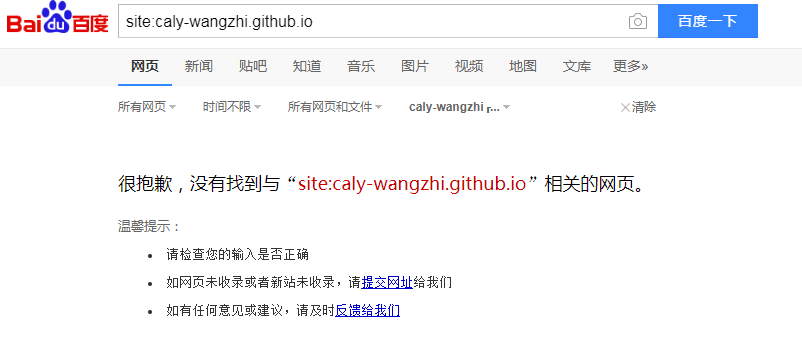 Bai du 百度 site:caly-wangzhi.github.io 百度一下
网页 新闻 贴吧 知道 音乐 图片 视频 地图 文库 更多»
所有网页 时间不限 所有网页和文件 caly-wangzhi ... 清除
很抱歉，没有找到与“site:caly-wangzhi.github.io”相关的网页。
温馨提示：
请检查您的输入是否正确
如网页未收录或者新站未收录，请提交网址给我们
如有任何意见或建议，请及时反馈给我们